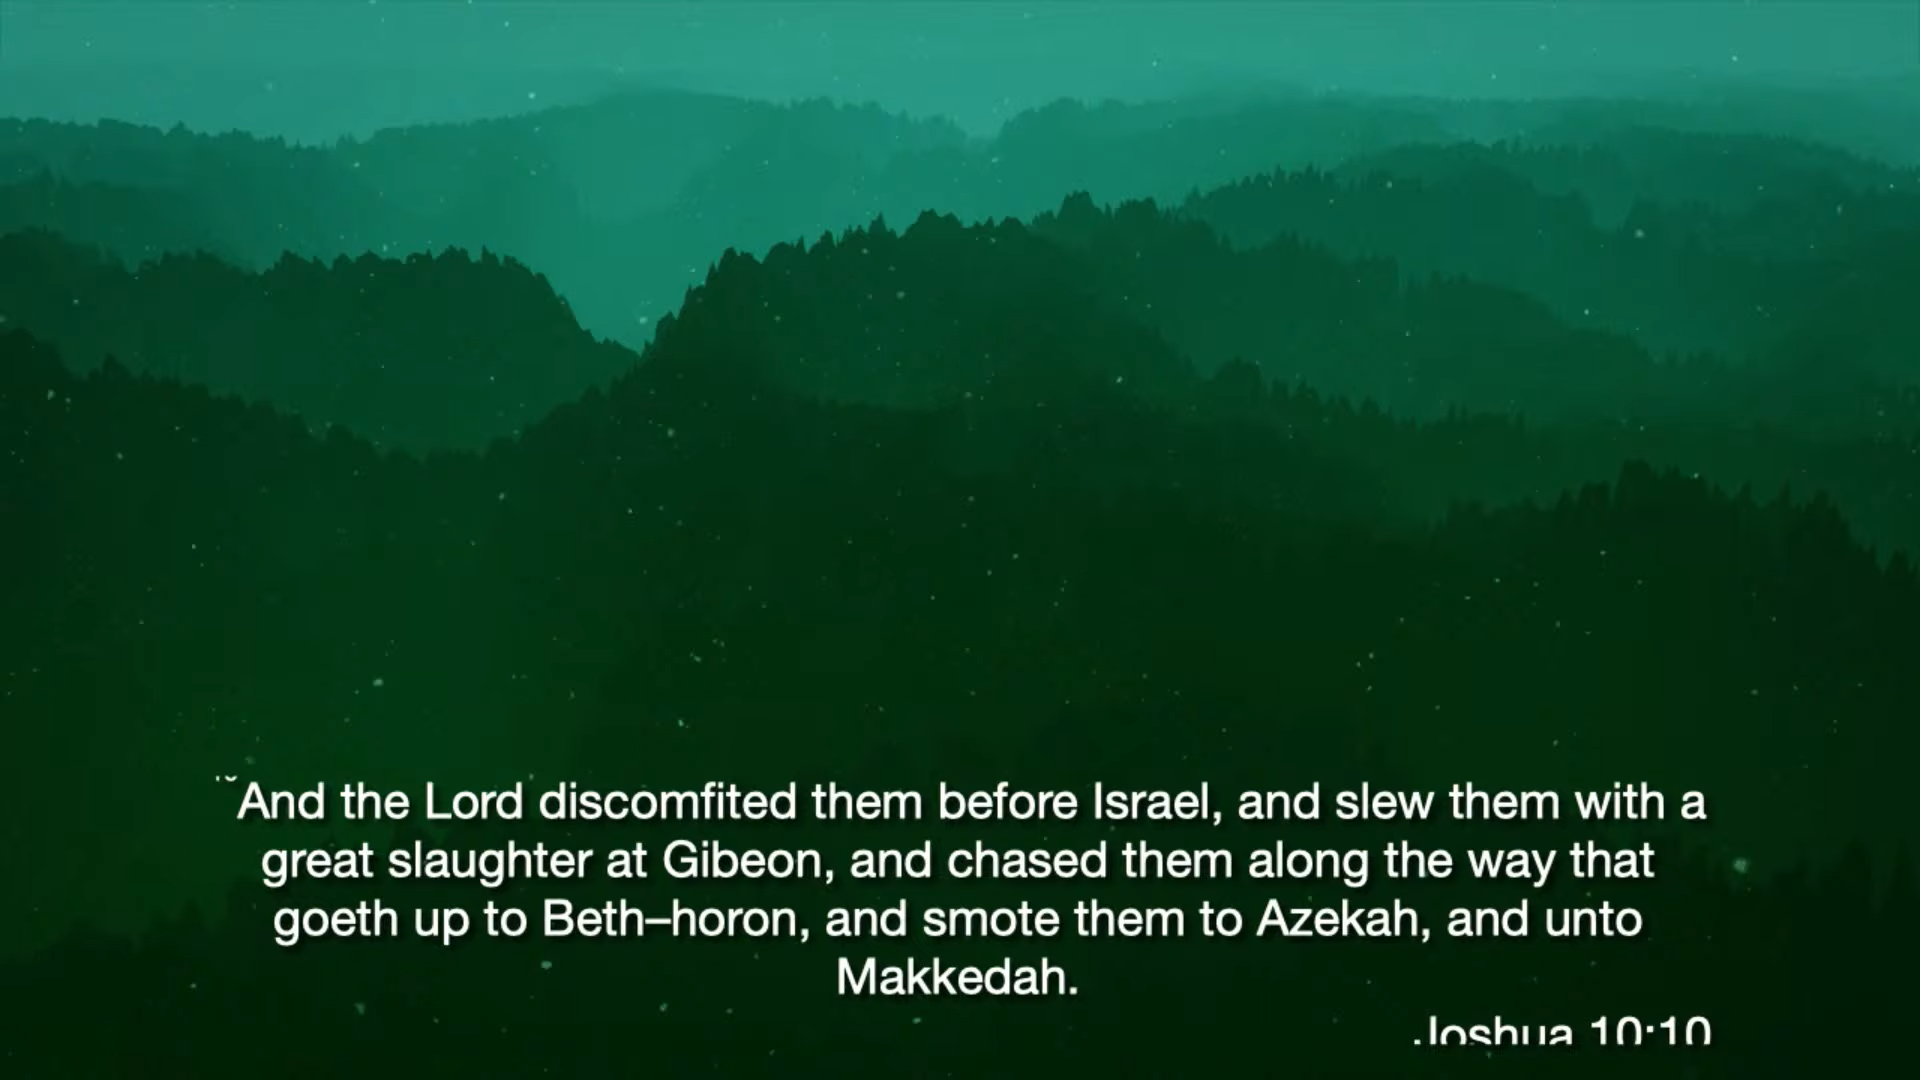 10And the Lord discomfited them before Israel, and slew them with a
great slaughter at Gibeon, and chased them along the way that
goeth up to Beth–horon, and smote them to Azekah, and unto
Makkedah.
Joshua 10:10